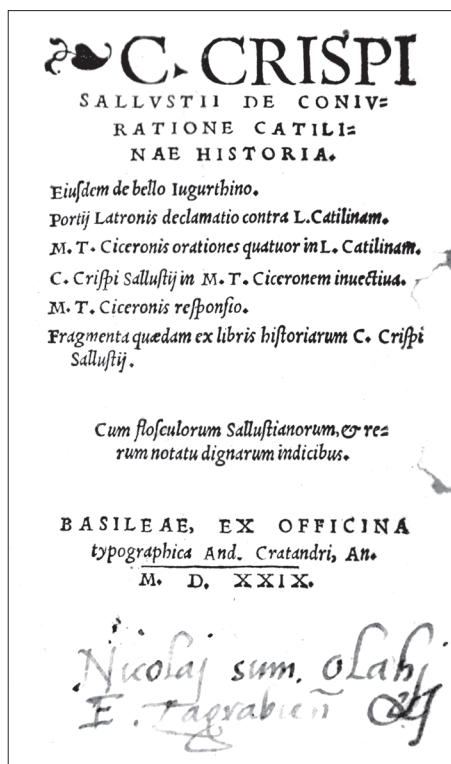 C. CRISPI
SALLVSTII DE CONIV=
RATIONE CATILI=
NAE HISTORIA.
Eiuſdem de bello Iugurthino.
Portij Latronis declamatio contra L. Catilinam.
M. T. Ciceronis orationes quatuor in L. Catilinam.
C. Criſpi Salluſtij in M. T. Ciceronem inuectiua.
M. T. Ciceronis reſponſio.
Fragmenta quædam ex libris hiſtoriarum C. Criſpi
Salluſtij.
Cum floſculorum Salluſtianorum, & re=
rum notatu dignarum indicibus.
BASILEAE, EX OFFICINA
typographica And. Cratandri, An.
M. D. XXIX.
Nicolaj sum. olahj
E. Zagrabien̄